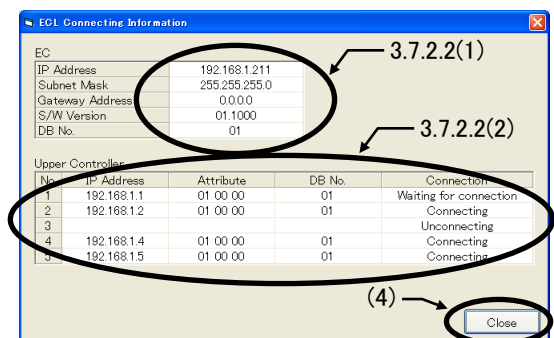 ECL Connecting Information
EC
3.7.2.2(1)
IP Address 192.168.1.211
Subnet Mask 255.255.255.0
Gateway Address 0.0.0.0
S/W Version 01.1000
DB No. 01
3.7.2.2(2)
Upper Controller
No. IP Address Attribute DB No. Connection
1 192.168.1.1 01 00 00 01 Waiting for connection
2 192.168.1.2 01 00 00 01 Connecting
3 Unconnecting
4 192.168.1.4 01 00 00 01 Connecting
5 192.168.1.5 01 00 00 01 Connecting
(4)
Close